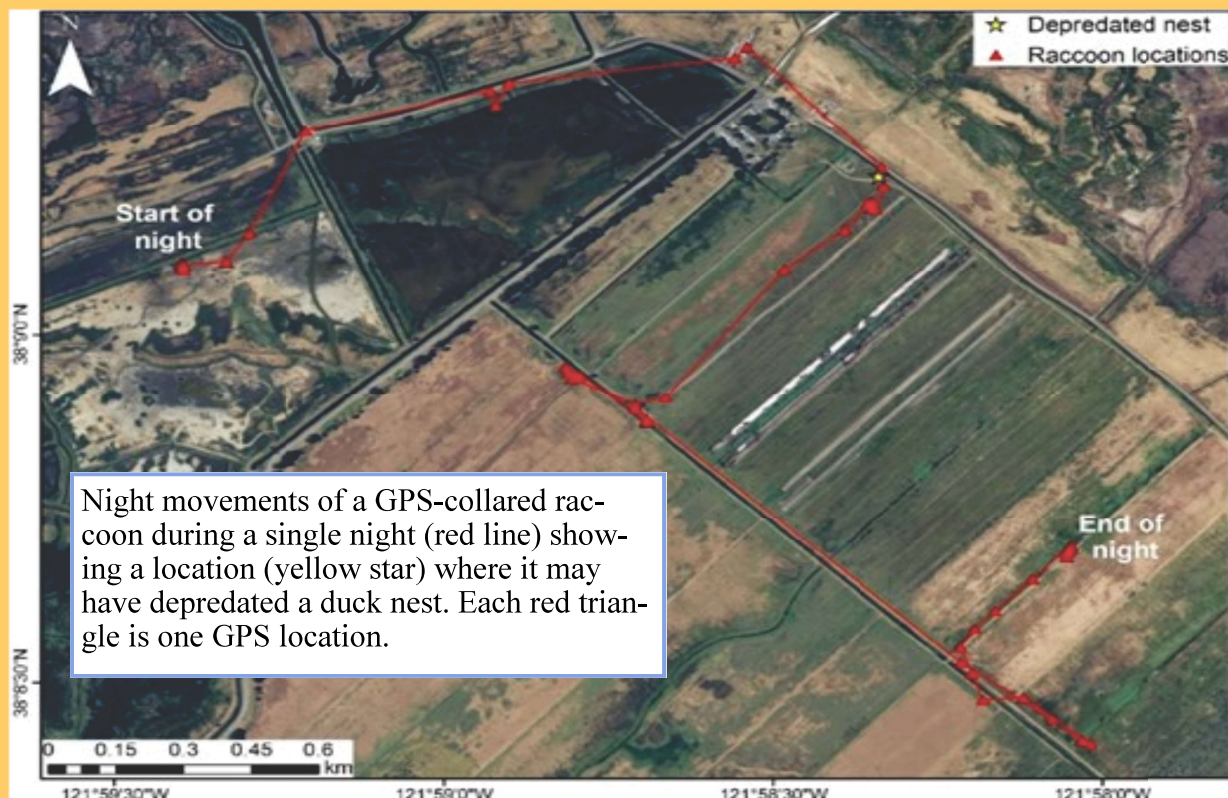 N
Depredated nest
Raccoon locations
Start of
night
38°9'0"N
Night movements of a GPS-collared rac-
coon during a single night (red line) show-
ing a location (yellow star) where it may
have depredated a duck nest. Each red trian-
gle is one GPS location.
End of
night
38°8'30"N
0 0.15 0.3 0.45 0.6
km
121°59'30"W 121°59'0"W 121°58'30"W 121°58'0"W